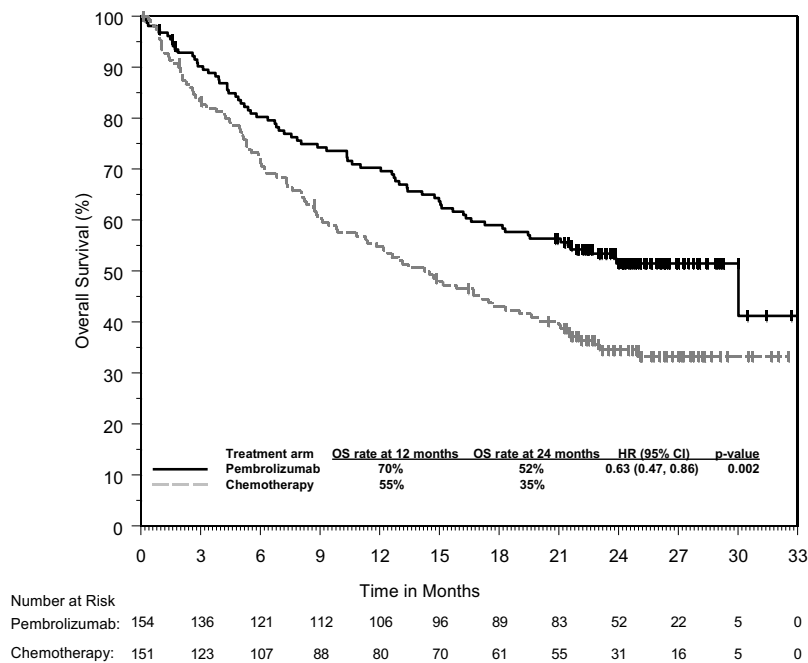 100
90
80
70
60
50
40
30
20
10
0
Overall Survival (%)
Treatment arm OS rate at 12 months OS rate at 24 months HR (95% CI) p-value
Pembrolizumab 70% 52% 0.63 (0.47, 0.86) 0.002
Chemotherapy 55% 35%
0 3 6 9 12 15 18 21 24 27 30 33
Time in Months
Number at Risk
Pembrolizumab: 154 136 121 112 106 96 89 83 52 22 5 0
Chemotherapy: 151 123 107 88 80 70 61 55 31 16 5 0